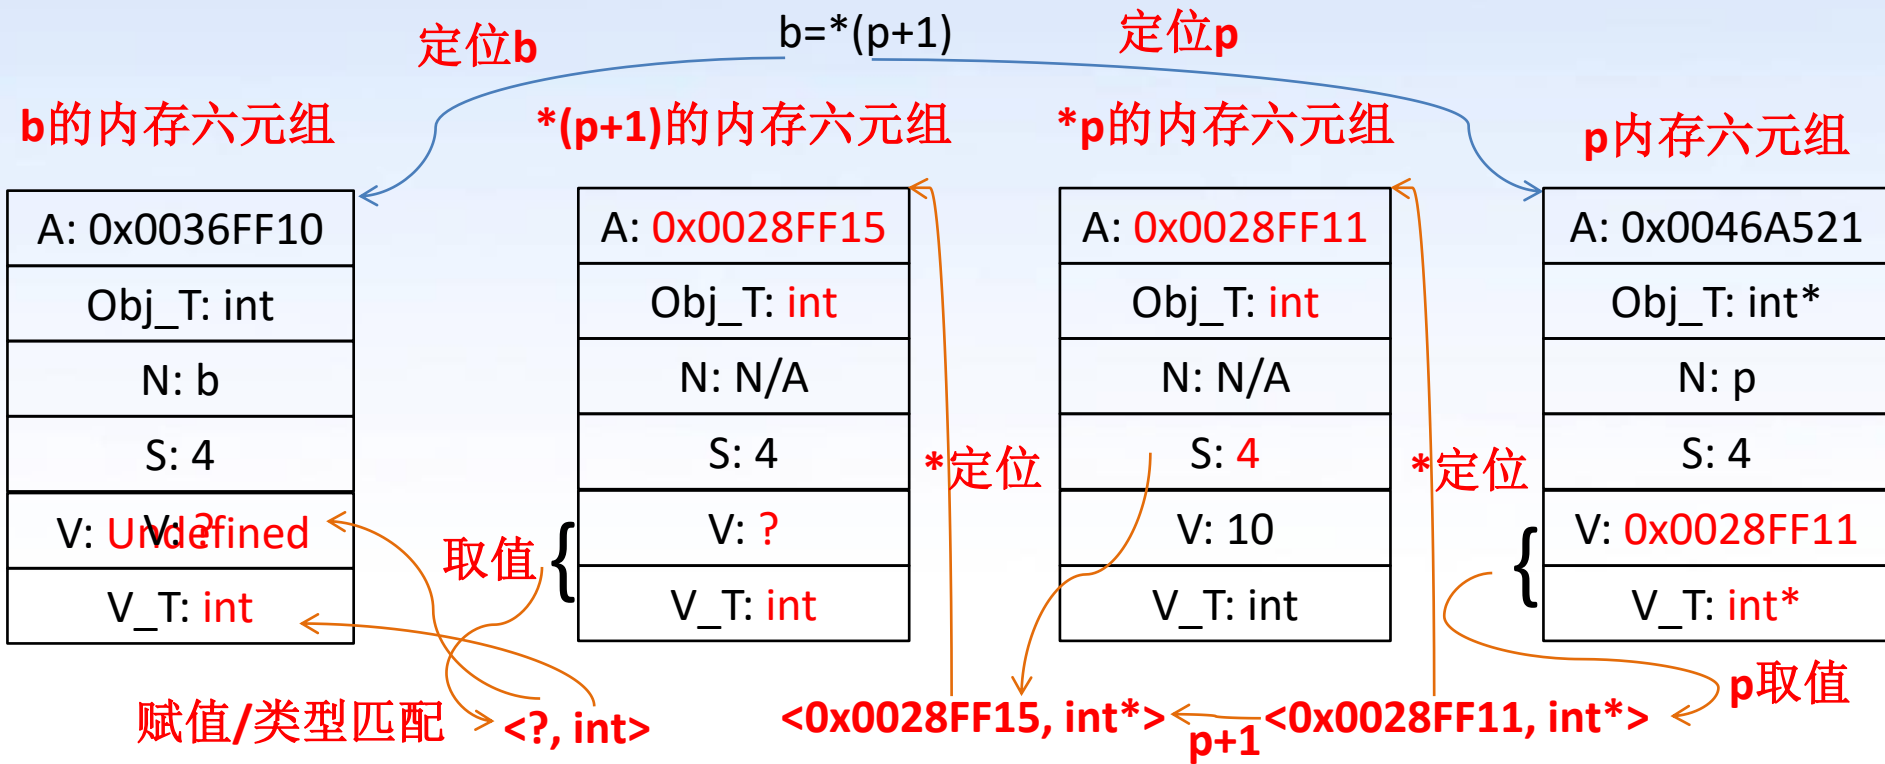 b=*(p+1)
定位b
定位p
b的内存六元组
A: 0x0036FF10
Obj_T: int
N: b
S: 4
V: Undefined
V: ?
V_T: int
*(p+1)的内存六元组
A: 0x0028FF15
Obj_T: int
N: N/A
S: 4
V: ?
V_T: int
取值
{
*p的内存六元组
A: 0x0028FF11
Obj_T: int
N: N/A
S: 4
V: 10
V_T: int
*定位
p内存六元组
A: 0x0046A521
Obj_T: int*
N: p
S: 4
V: 0x0028FF11
V_T: int*
*定位
{
p取值
赋值/类型匹配
<?, int>
<0x0028FF15, int*>
p+1
<0x0028FF11, int*>